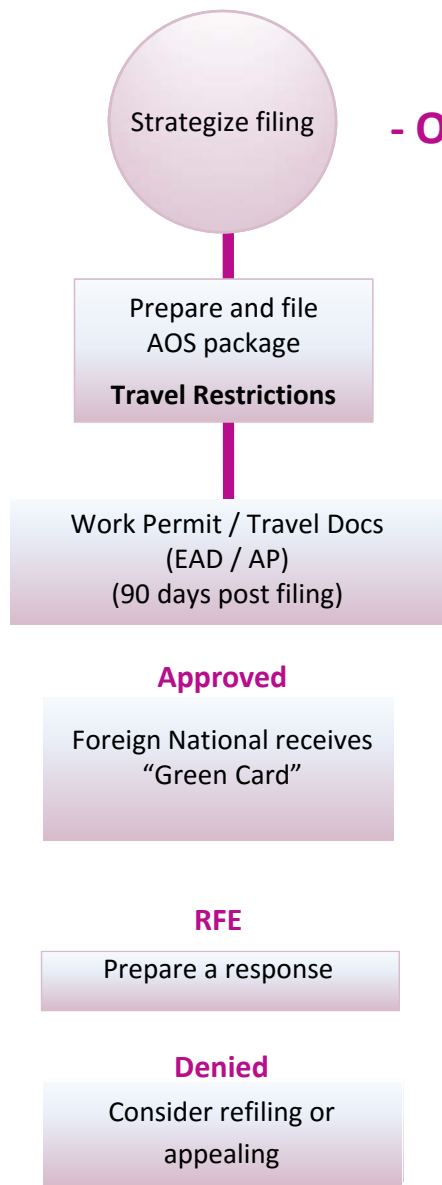 Strategize filing
- O
Prepare and file
AOS package
Travel Restrictions
Work Permit / Travel Docs
(EAD / AP)
(90 days post filing)
Approved
Foreign National receives
“Green Card”
RFE
Prepare a response
Denied
Consider refiling or
appealing